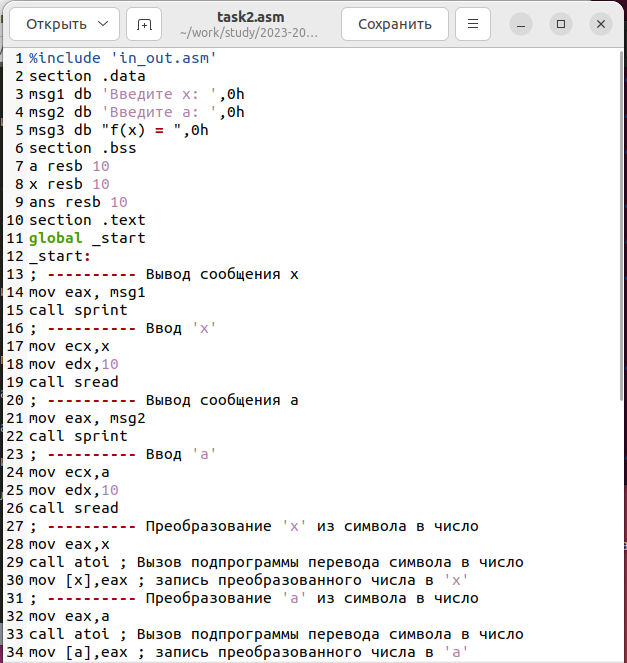 Открыть
task2.asm
~/work/study/2023-20...
Сохранить
1 %include 'in_out.asm'
2 section .data
3 msg1 db 'Введите x: ',0h
4 msg2 db 'Введите a: ',0h
5 msg3 db "f(x) = ",0h
6 section .bss
7 a resb 10
8 x resb 10
9 ans resb 10
10 section .text
11 global _start
12 _start:
13 ; ---------- Вывод сообщения x
14 mov eax, msg1
15 call sprint
16 ; ---------- Ввод 'x'
17 mov ecx,x
18 mov edx,10
19 call sread
20 ; ---------- Вывод сообщения a
21 mov eax, msg2
22 call sprint
23 ; ---------- Ввод 'a'
24 mov ecx,a
25 mov edx,10
26 call sread
27 ; ---------- Преобразование 'x' из символа в число
28 mov eax,x
29 call atoi ; Вызов подпрограммы перевода символа в число
30 mov [x],eax ; запись преобразованного числа в 'x'
31 ; ---------- Преобразование 'a' из символа в число
32 mov eax,a
33 call atoi ; Вызов подпрограммы перевода символа в число
34 mov [a],eax ; запись преобразованного числа в 'a'